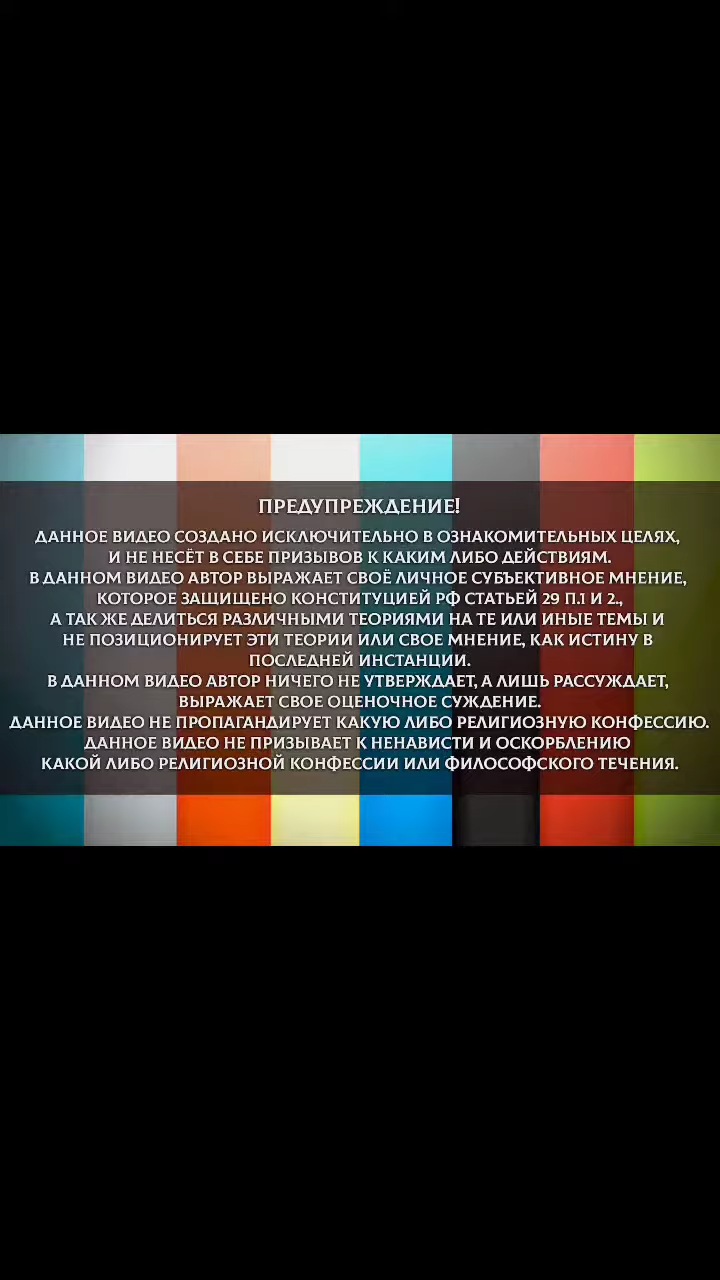 ПРЕДУПРЕЖДЕНИЕ!
ДАННОЕ ВИДЕО СОЗДАНО ИСКЛЮЧИТЕЛЬНО В ОЗНАКОМИТЕЛЬНЫХ ЦЕЛЯХ,
И НЕ НЕСЁТ В СЕБЕ ПРИЗЫВОВ К КАКИМ ЛИБО ДЕЙСТВИЯМ.
В ДАННОМ ВИДЕО АВТОР ВЫРАЖАЕТ СВОЁ ЛИЧНОЕ СУБЪЕКТИВНОЕ МНЕНИЕ,
КОТОРОЕ ЗАЩИЩЕНО КОНСТИТУЦИЕЙ РФ СТАТЬЕЙ 29 П.1 И 2.,
А ТАК ЖЕ ДЕЛИТЬСЯ РАЗЛИЧНЫМИ ТЕОРИЯМИ НА ТЕ ИЛИ ИНЫЕ ТЕМЫ И
НЕ ПОЗИЦИОНИРУЕТ ЭТИ ТЕОРИИ ИЛИ СВОЕ МНЕНИЕ, КАК ИСТИНУ В
ПОСЛЕДНЕЙ ИНСТАНЦИИ.
В ДАННОМ ВИДЕО АВТОР НИЧЕГО НЕ УТВЕРЖДАЕТ, А ЛИШЬ РАССУЖДАЕТ,
ВЫРАЖАЕТ СВОЕ ОЦЕНОЧНОЕ СУЖДЕНИЕ.
ДАННОЕ ВИДЕО НЕ ПРОПАГАНДИРУЕТ КАКУЮ ЛИБО РЕЛИГИОЗНУЮ КОНФЕССИЮ.
ДАННОЕ ВИДЕО НЕ ПРИЗЫВАЕТ К НЕНАВИСТИ И ОСКОРБЛЕНИЮ
КАКОЙ ЛИБО РЕЛИГИОЗНОЙ КОНФЕССИИ ИЛИ ФИЛОСОФСКОГО ТЕЧЕНИЯ.